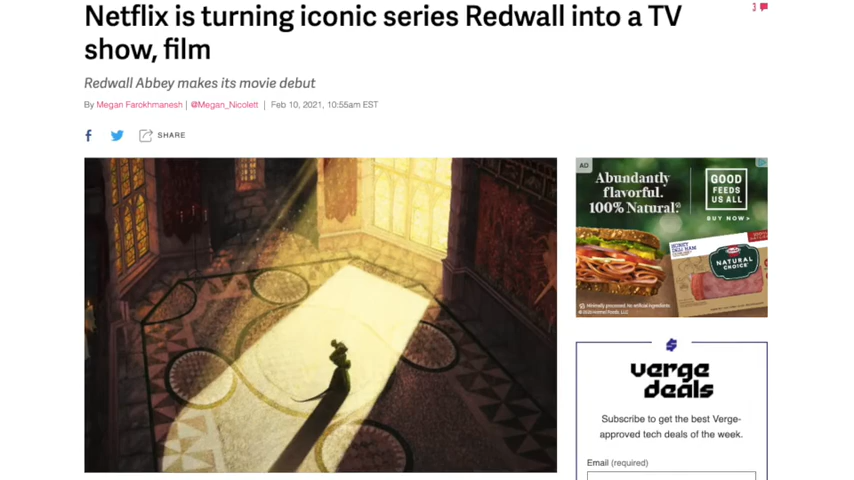 Netflix is turning iconic series Redwall into a TV
show, film
3
Redwall Abbey makes its movie debut
By Megan Farokhmanesh | @Megan_Nicolett | Feb 10, 2021, 10:55am EST
SHARE
AD
Abundantly
flavorful.
100% Natural.
GOOD
FEEDS
US ALL
BUY NOW>
NATURAL
CHOICE
verge
deals
Subscribe to get the best Verge-
approved tech deals of the week.
Email (required)